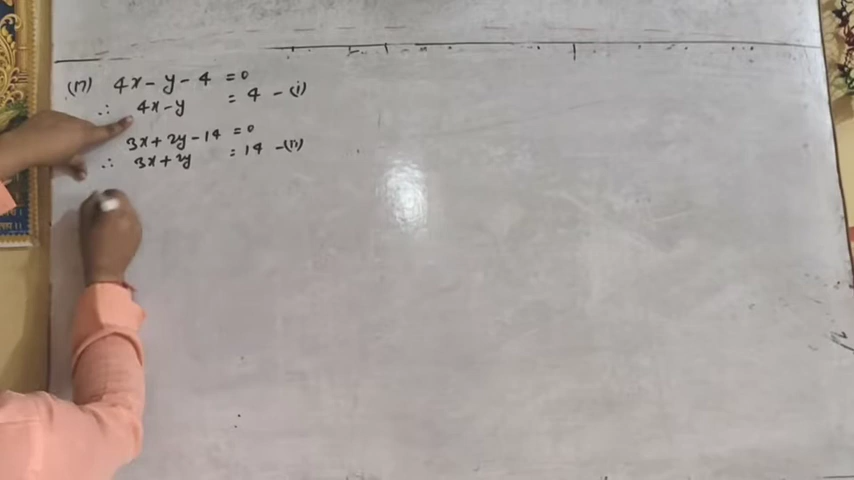 (17) 4x - y - 4 = 0
∴ 4x - y = 4 - (i)
3x + 2y - 14 = 0
∴ 3x + 2y = 14 - (II)